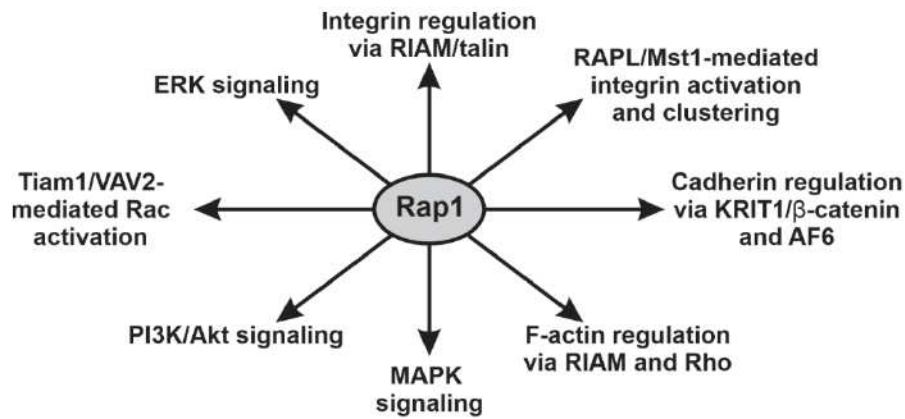 Integrin regulation
via RIAM/talin
RAPL/Mst1-mediated
integrin activation
and clustering
ERK signaling
Tiam1/VAV2-
mediated Rac
activation
Rap1
Cadherin regulation
via KRIT1/β-catenin
and AF6
PI3K/Akt signaling
F-actin regulation
via RIAM and Rho
MAPK
signaling